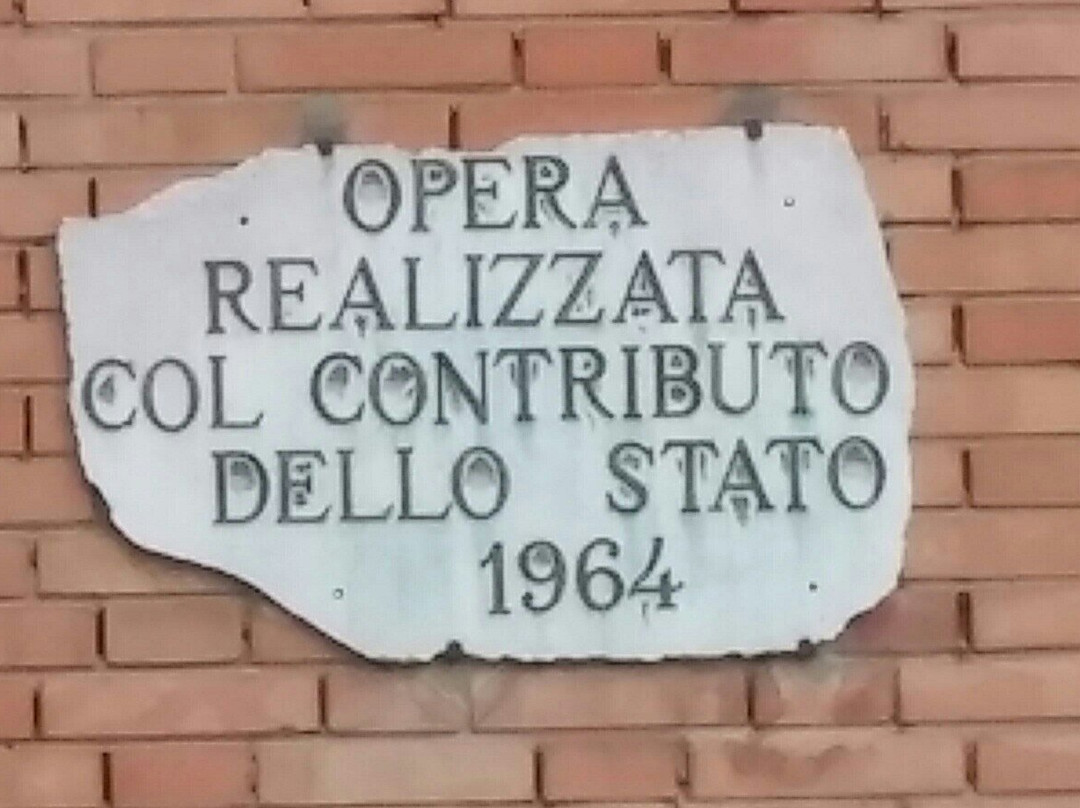 OPERA
REALIZZATA
COL CONTRIBUTO
DELLO STATO
1964